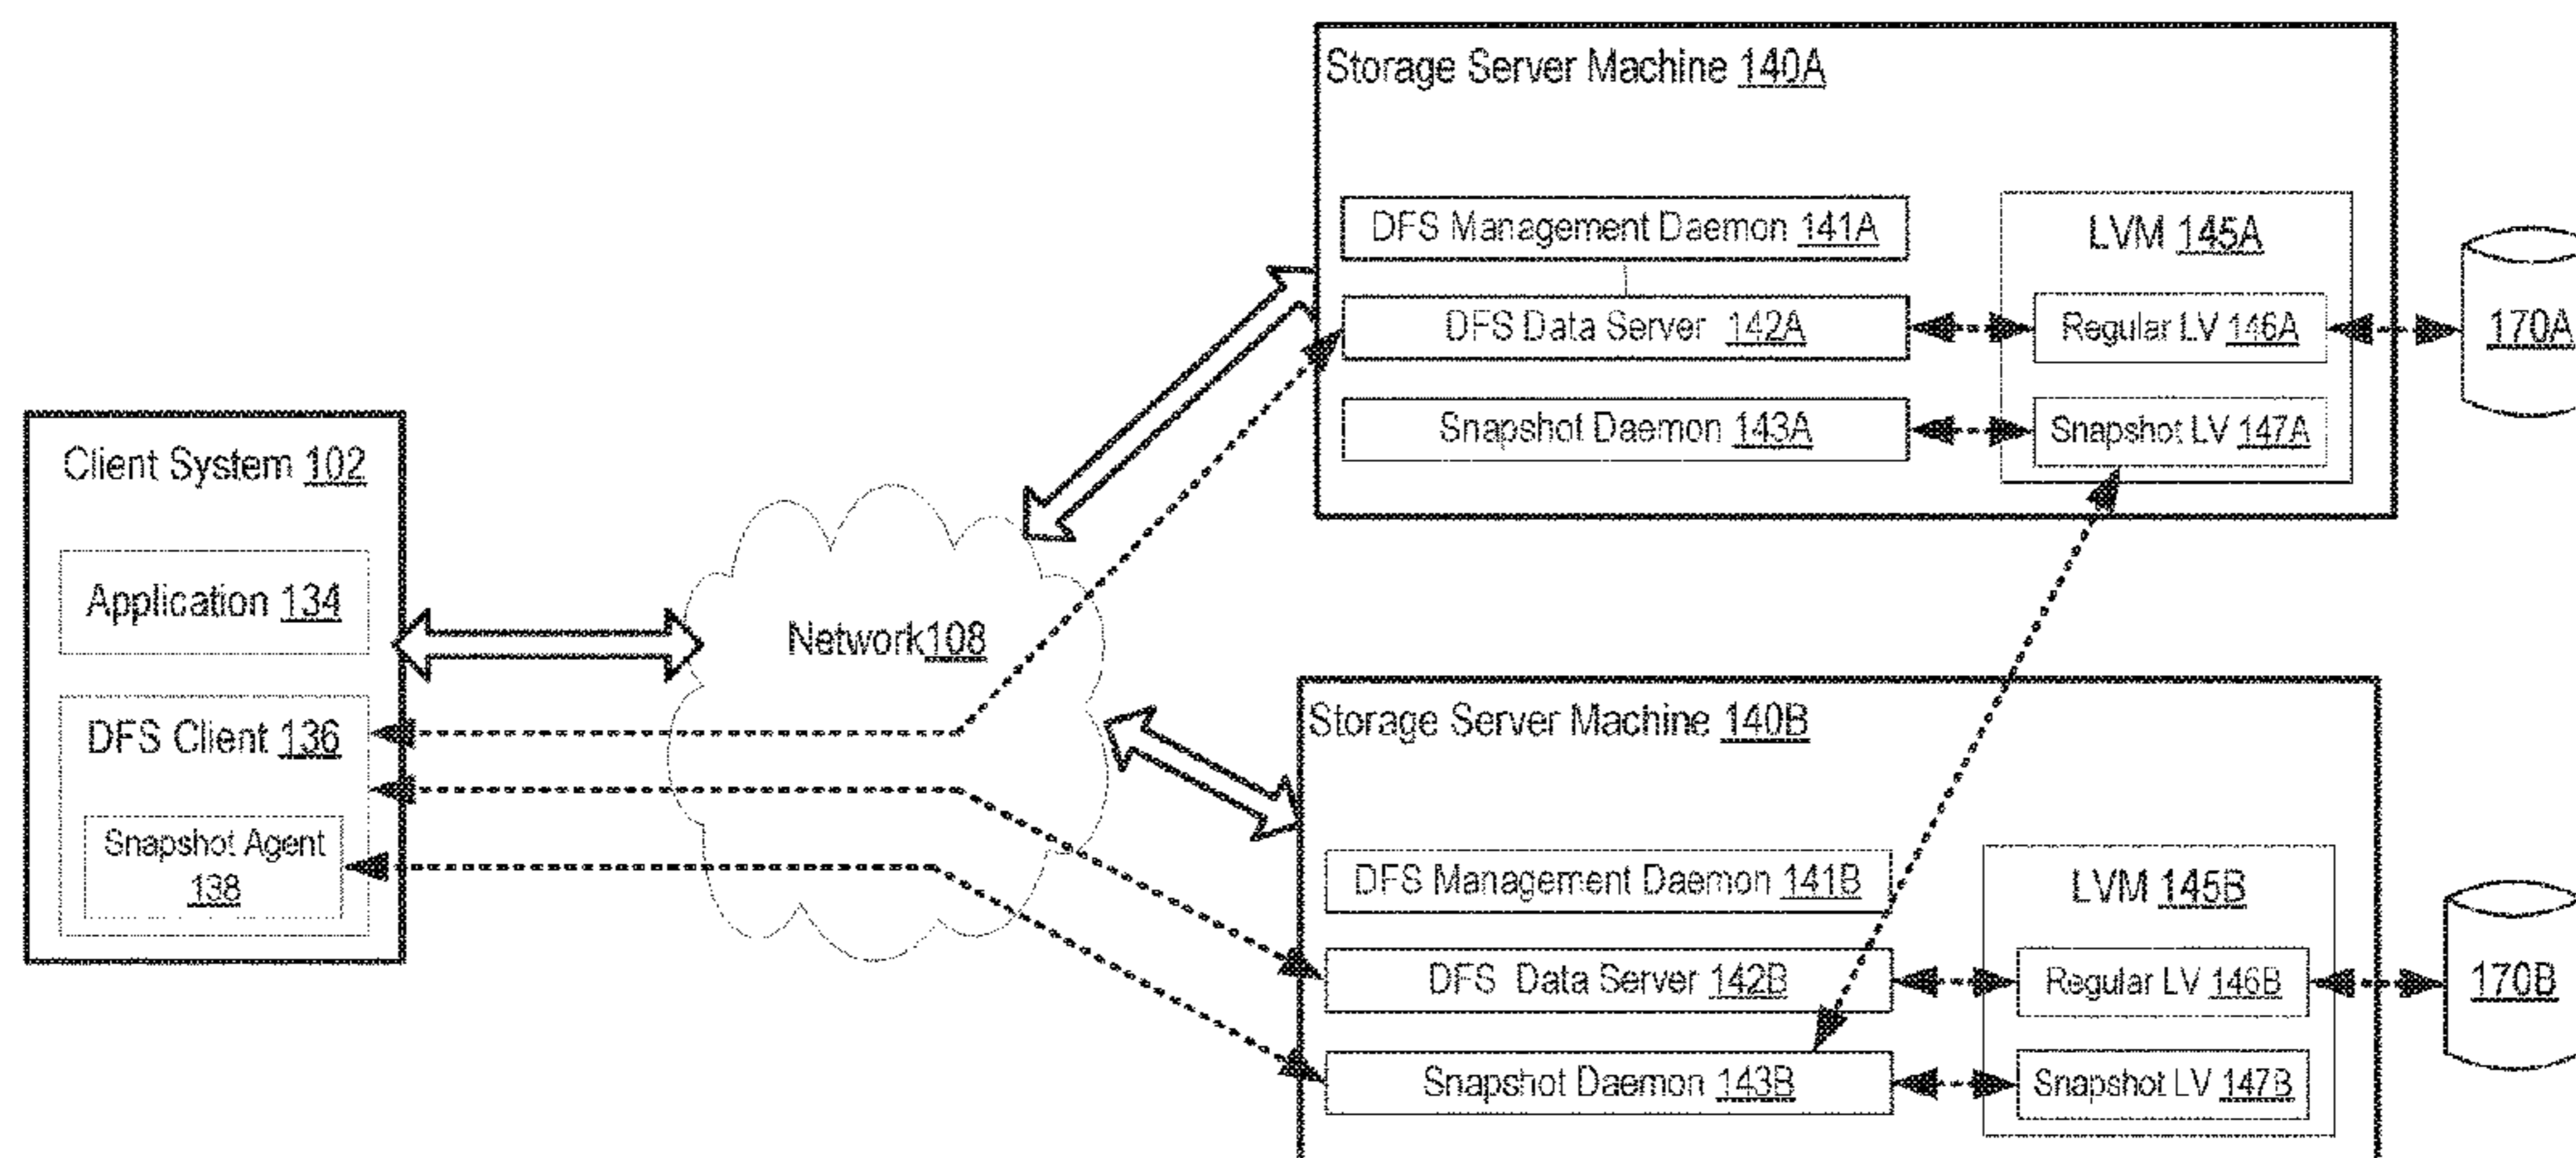 Storage Server Machine 140A
DFS Management Daemon 141A
LVM 145A
DFS Data Server 142A
Regular LV 146A
170A
Snapshot Daemon 143A
Snapshot LV 147A
Client System 102
Application 134
Network108
DFS Client 136
Snapshot Agent
138
Storage Server Machine 140B
DFS Management Daemon 141B
LVM 145B
DFS Data Server 142B
Regular LV 146B
170B
Snapshot Daemon 143B
Snapshot LV 147B